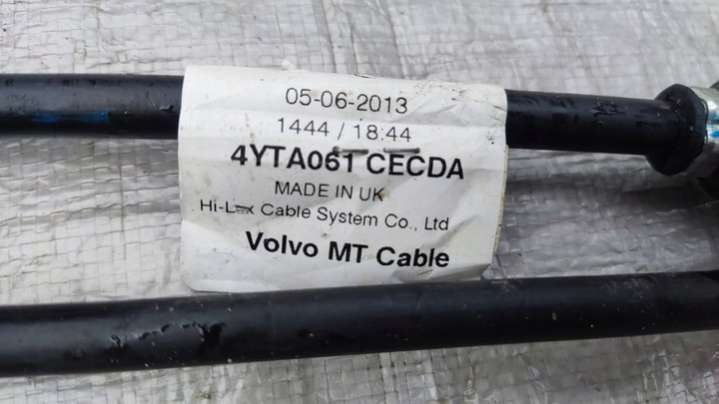 05-06-2013
1444 / 18:44
4YTA061 CECDA
MADE IN UK
Hi-Lex Cable System Co., Ltd
Volvo MT Cable